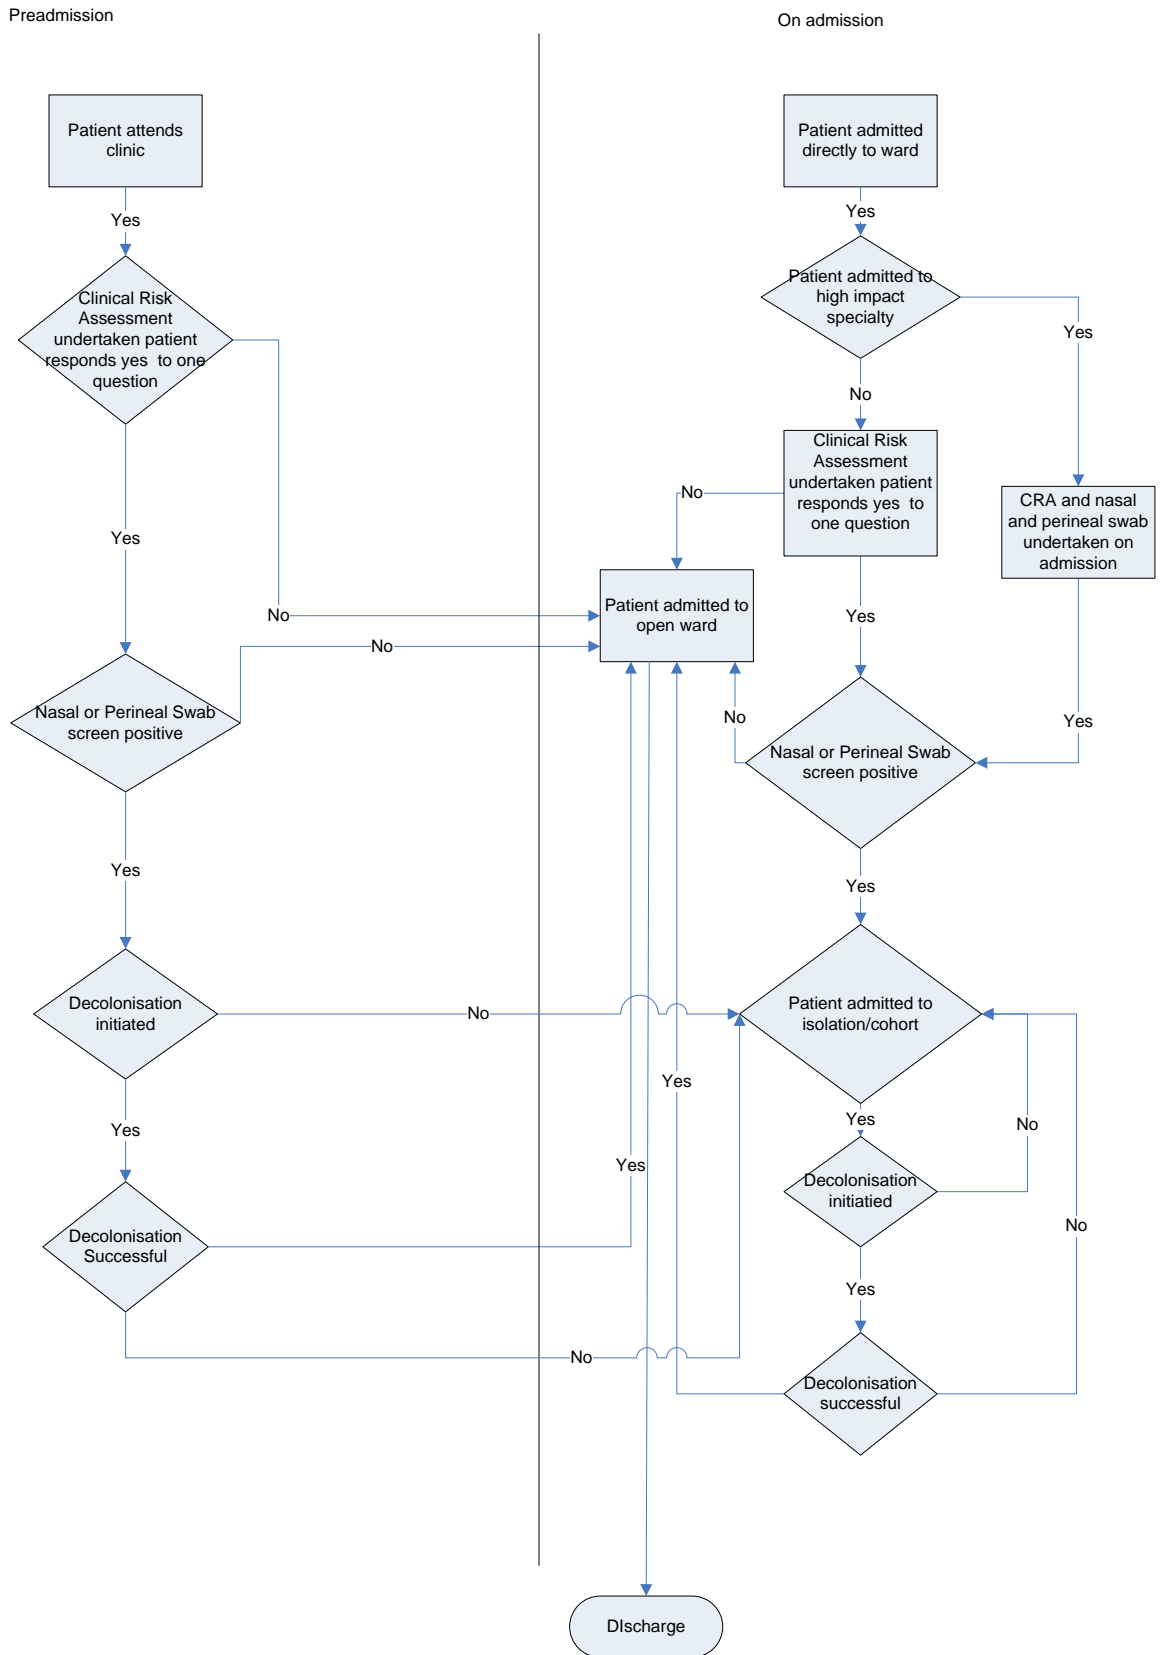 Preadmission
On admission
Patient attends
clinic
Yes
Clinical Risk
Assessment
undertaken patient
responds yes  to one
question
No
Yes
Nasal or Perineal Swab
screen positive
No
Yes
Decolonisation
initiated
No
Yes
Decolonisation
Successful
Yes
No
Patient admitted
directly to ward
Yes
Patient admitted to
high impact
specialty
Yes
No
Clinical Risk
Assessment
undertaken patient
responds yes  to
one question
No
CRA and nasal
and perineal swab
undertaken on
admission
Patient admitted to
open ward
Yes
Yes
No
Nasal or Perineal Swab
screen positive
Yes
Patient admitted to
isolation/cohort
Yes
Yes
No
Decolonisation
initiatied
No
Yes
Decolonisation
successful
DIscharge